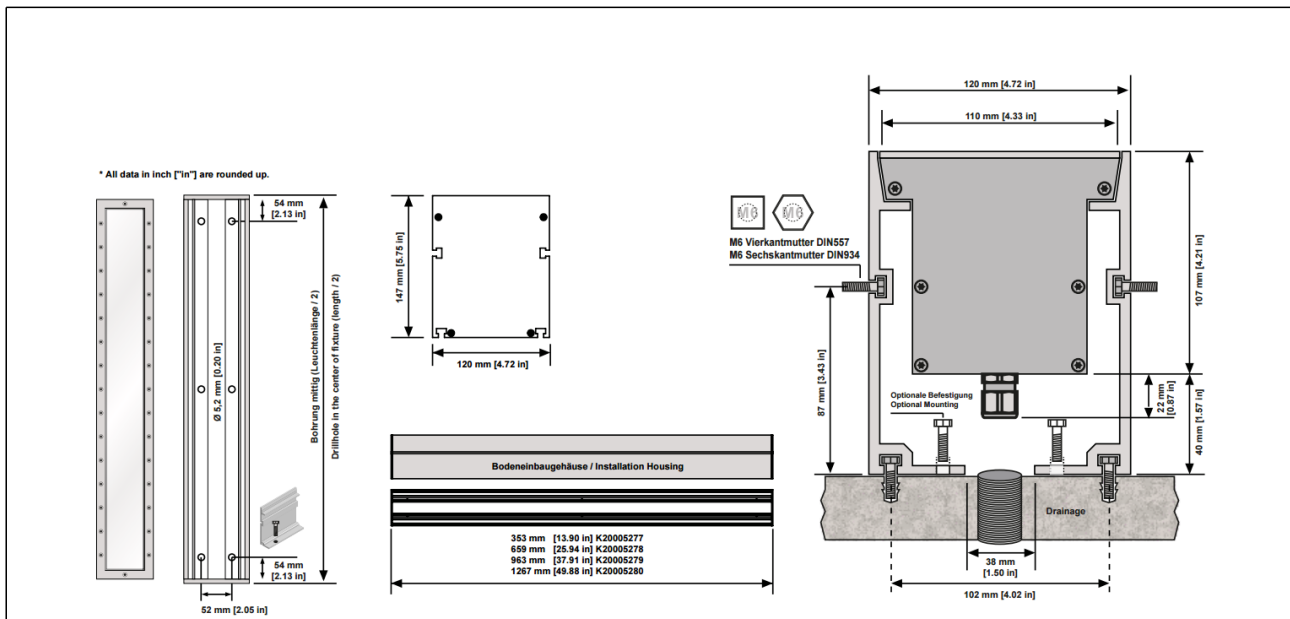 * All data in inch ["in"] are rounded up.
54 mm
[2.13 in]
Ø 5,2 mm [0.20 in]
Bohrung mittig (Leuchtenlänge / 2)
Drillhole in the center of fixture (length / 2)
54 mm
[2.13 in]
52 mm [2.05 in]
147 mm [5.75 in]
120 mm [4.72 in]
Bodeneinbaugehäuse / Installation Housing
353 mm [13.90 in] K20005277
659 mm [25.94 in] K20005278
963 mm [37.91 in] K20005279
1267 mm [49.88 in] K20005280
120 mm [4.72 in]
110 mm [4.33 in]
M6
M6
M6 Vierkantmutter DIN557
M6 Sechskantmutter DIN934
107 mm [4.21 in]
87 mm [3.43 in]
Optionale Befestigung
Optional Mounting
22 mm
[0.87 in]
40 mm [1.57 in]
Drainage
38 mm
[1.50 in]
102 mm [4.02 in]